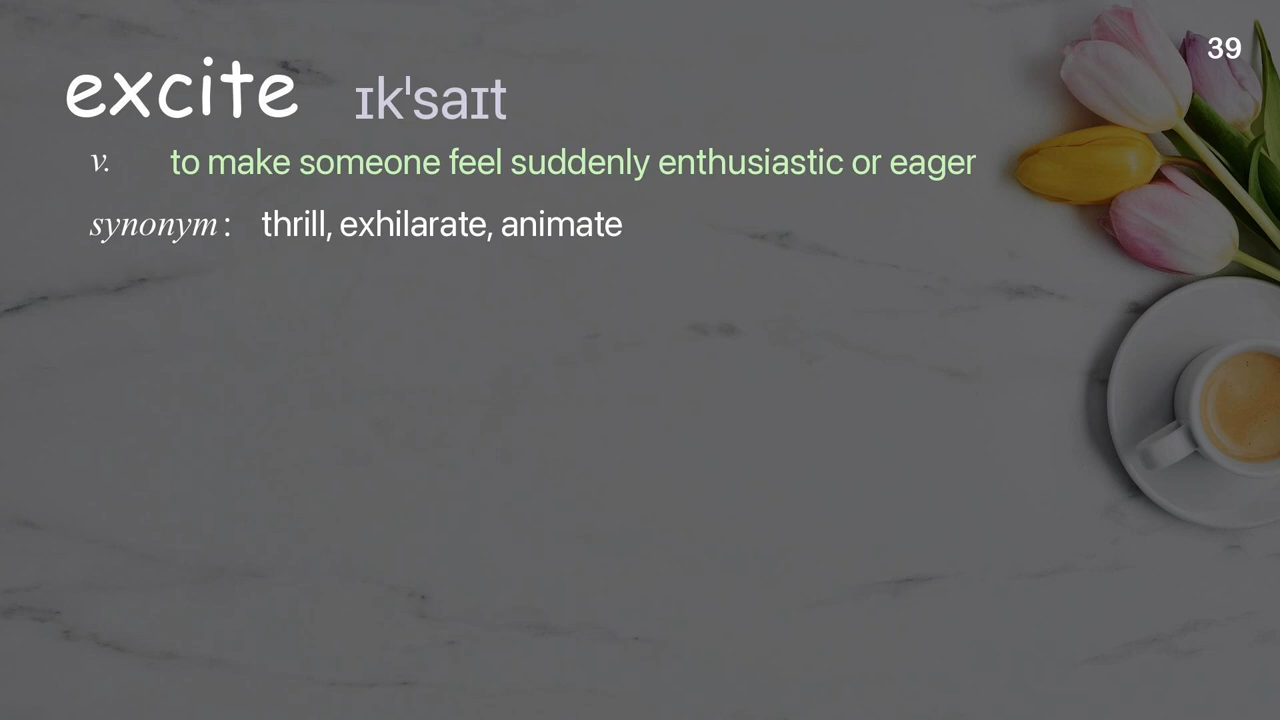 39
excite ɪkˈsaɪt
v. to make someone feel suddenly enthusiastic or eager
synonym : thrill, exhilarate, animate